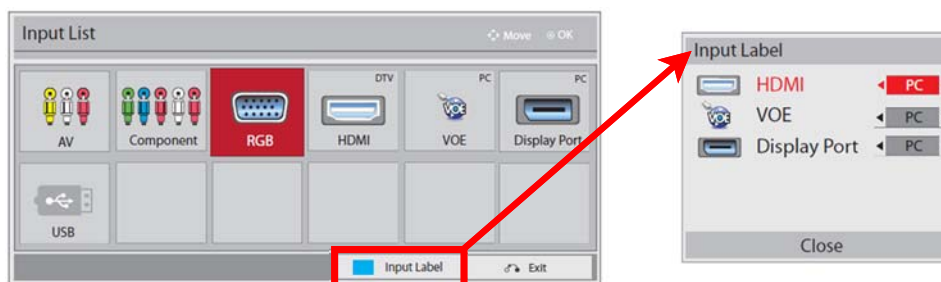 Input List
Move OK
AV
Component
RGB
DTV
HDMI
PC
VOE
PC
Display Port
USB
Input Label
Exit
Input Label
HDMI PC
VOE PC
Display Port PC
Close